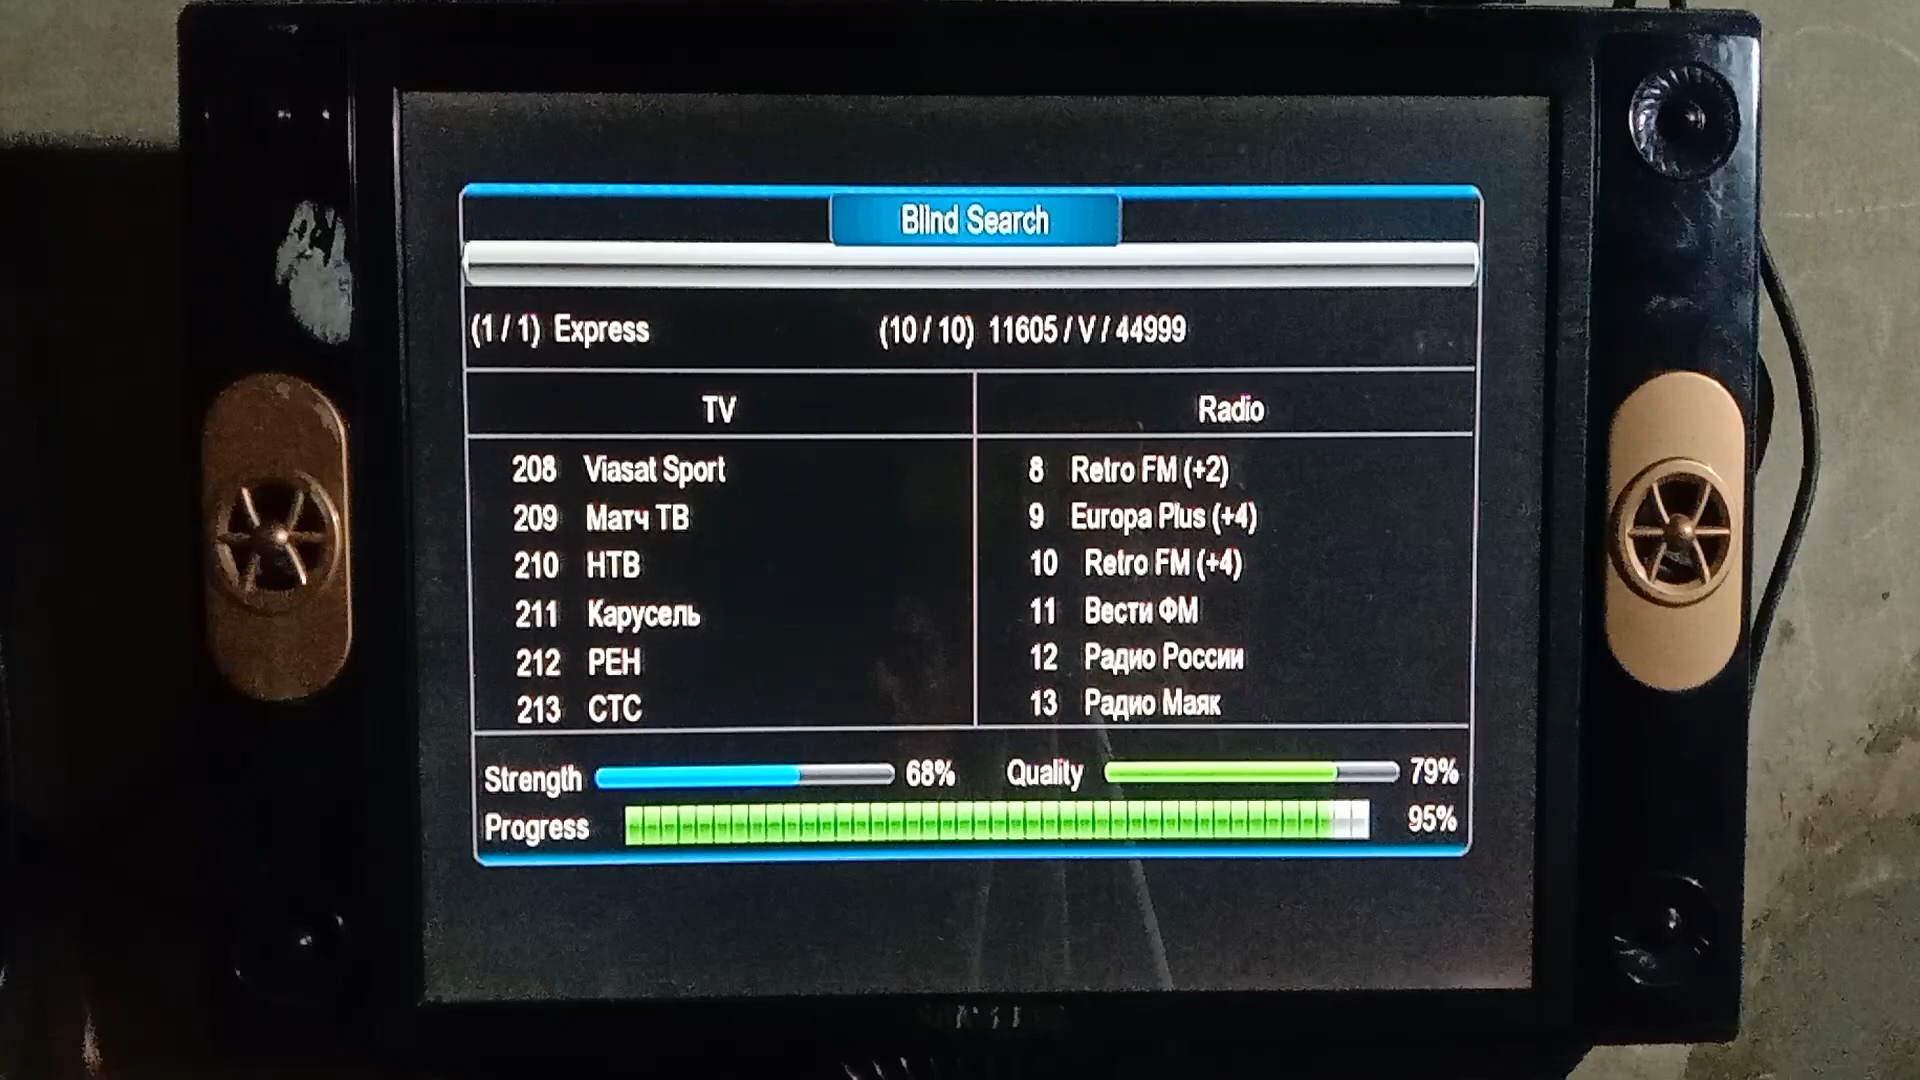 Blind Search
(1 / 1) Express (10 / 10) 11605 / V / 44999
TV Radio
208 Viasat Sport 8 Retro FM (+2)
209 Матч ТВ 9 Europa Plus (+4)
210 НТВ 10 Retro FM (+4)
211 Карусель 11 Вести ФМ
212 РЕН 12 Радио России
213 СТС 13 Радио Маяк
Strength 68% Quality 79%
Progress 95%